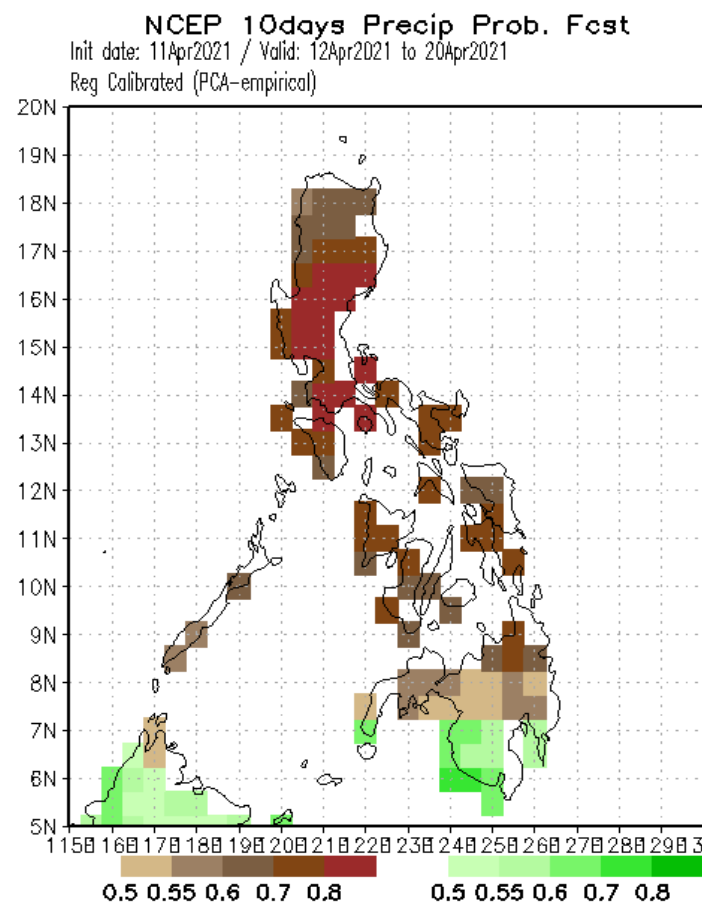 NCEP 10days Precip Prob. Fcst
Init date: 11Apr2021 / Valid: 12Apr2021 to 20Apr2021
Reg Calibrated (PCA-empirical)
20N
19N
18N
17N
16N
15N
14N
13N
12N
11N
10N
9N
8N
7N
6N
5N
0.5 0.55 0.6 0.7 0.8 0.5 0.55 0.6 0.7 0.8